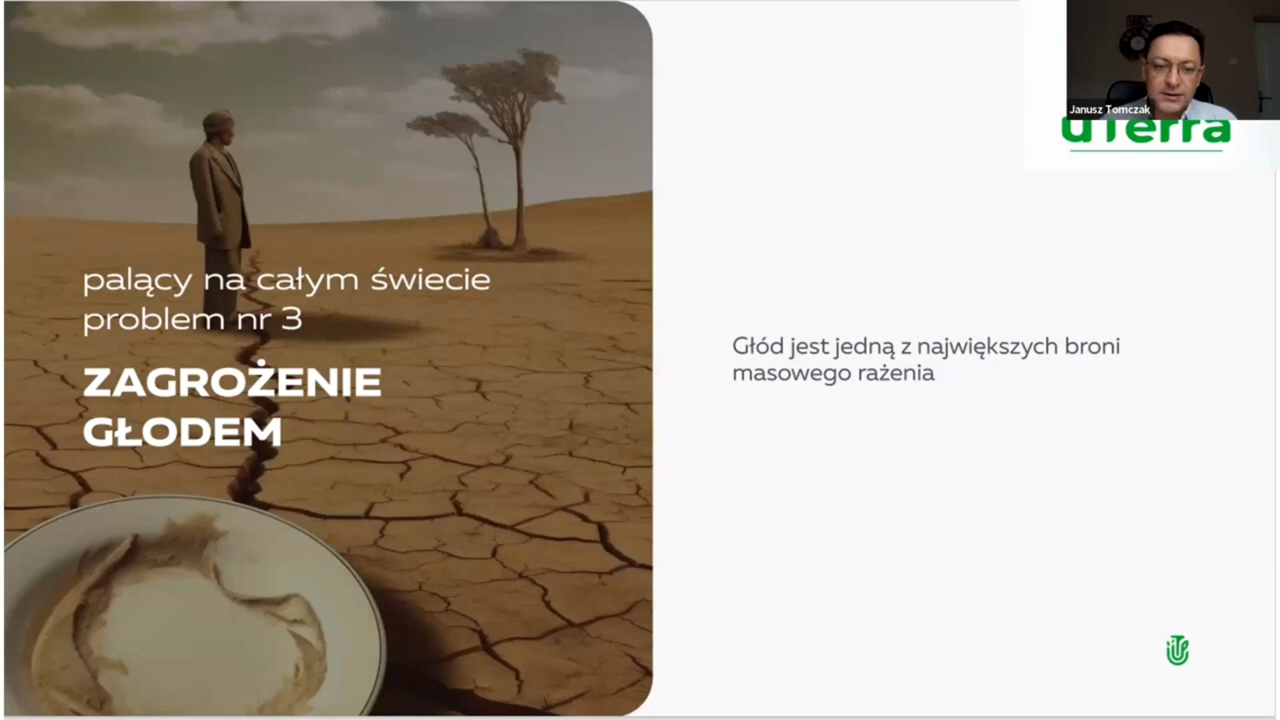 palący na całym świecie
problem nr 3
ZAGROŻENIE
GŁODEM
Głód jest jedną z największych broni
masowego rażenia
Janusz Tomczak
uTerra